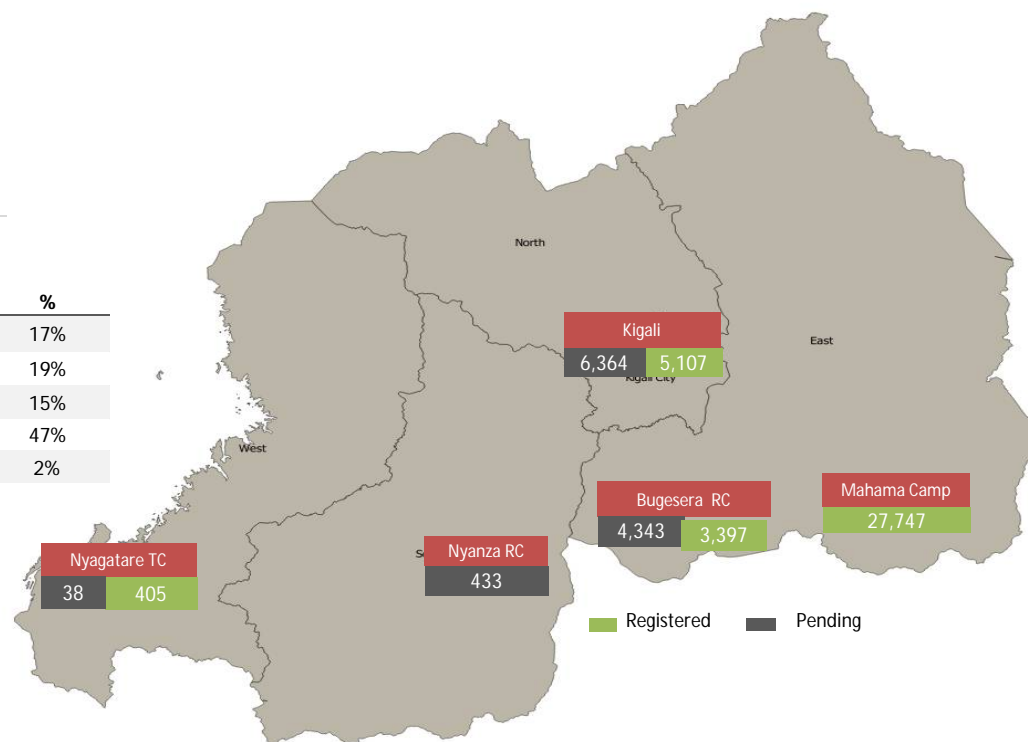 %
17%
19%
15%
47%
2%
North
East
West
Kigali
6,364 5,107
Kigali City
Bugesera RC
4,343 3,397
Mahama Camp
27,747
Nyagatare TC
38 405
Nyanza RC
433
Registered Pending